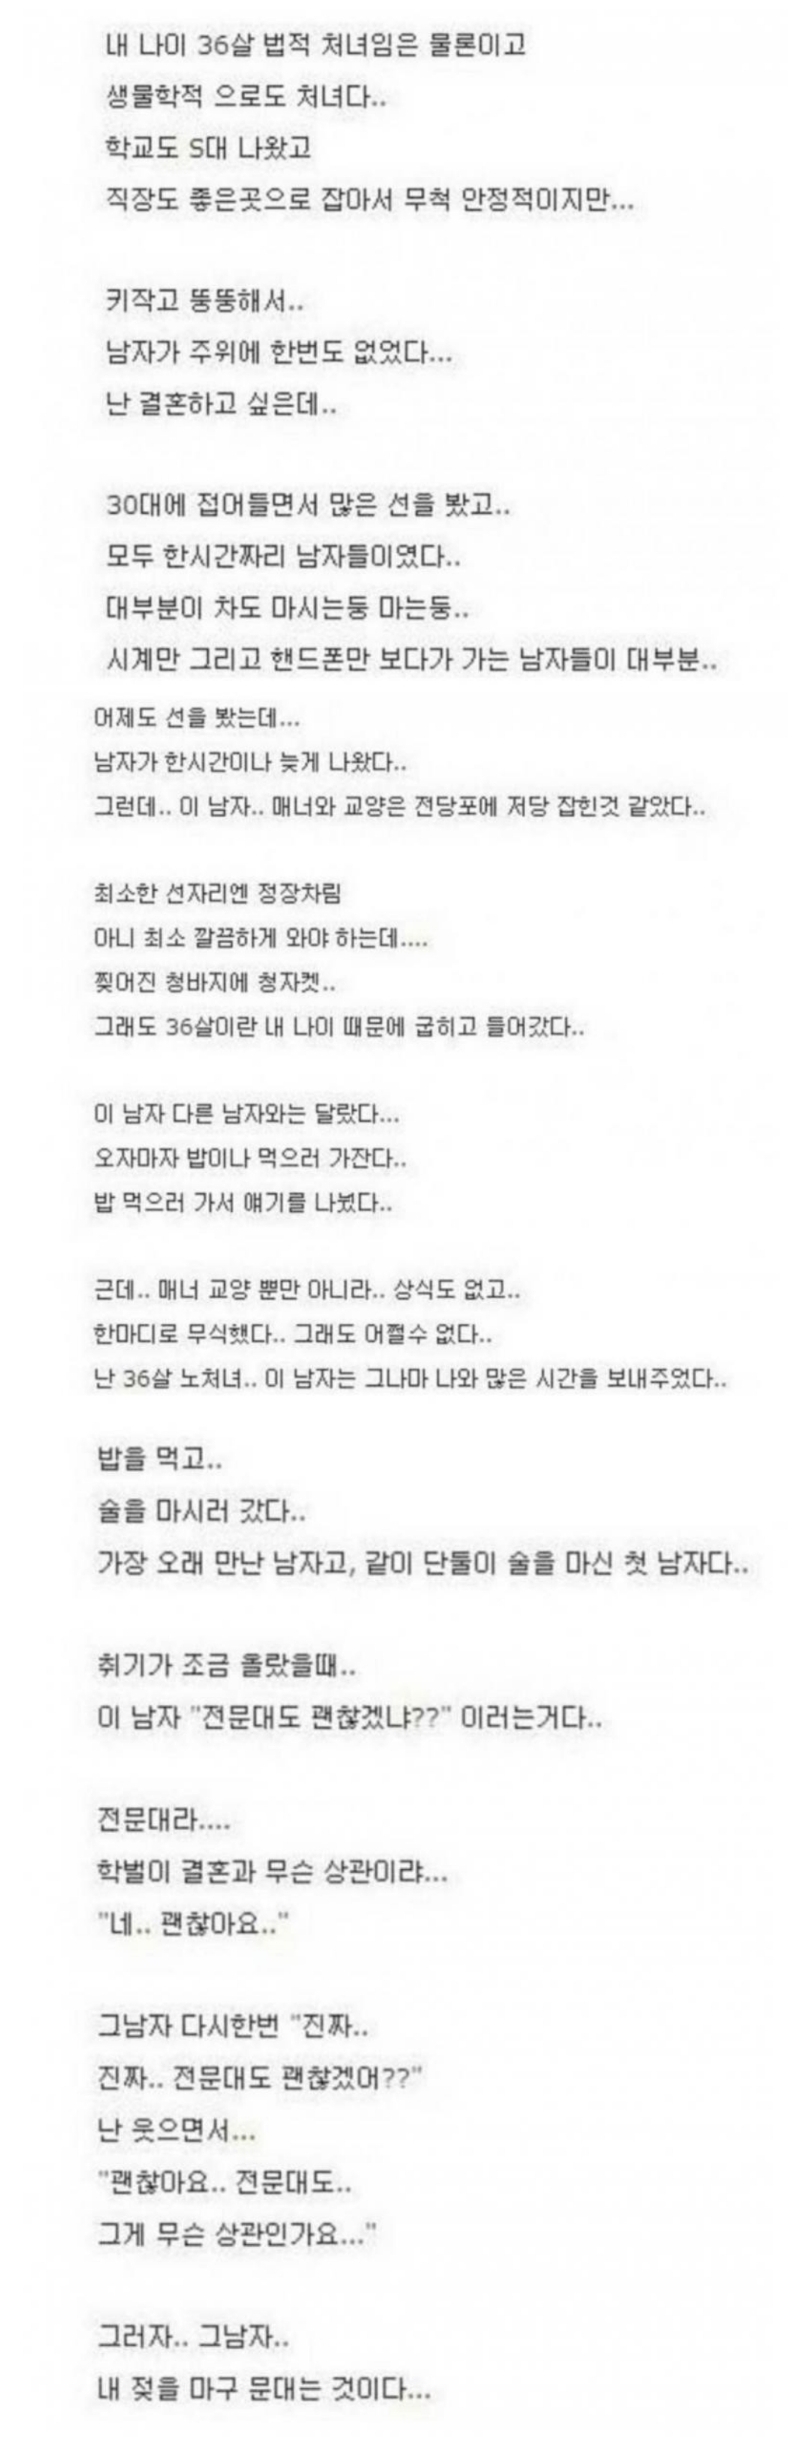 내 나이 36살 법적 처녀임은 물론이고
생물학적 으로도 처녀다..
학교도 S대 나왔고
직장도 좋은곳으로 잡아서 무척 안정적이지만...
키작고 뚱뚱해서..
남자가 주위에 한번도 없었다...
난 결혼하고 싶은데..
30대에 접어들면서 많은 선을 봤고..
모두 한시간짜리 남자들이였다..
대부분이 차도 마시는둥 마는둥..
시계만 그리고 핸드폰만 보다가 가는 남자들이 대부분..
어제도 선을 봤는데...
남자가 한시간이나 늦게 나왔다..
그런데.. 이 남자.. 매너와 교양은 전당포에 저당 잡힌것 같았다..
최소한 선자리엔 정장차림
아니 최소 깔끔하게 와야 하는데....
찢어진 청바지에 청자켓..
그래도 36살이란 내 나이 때문에 굽히고 들어갔다..
이 남자 다른 남자와는 달랐다...
오자마자 밥이나 먹으러 가잔다..
밥 먹으러 가서 얘기를 나눴다..
근데.. 매너 교양 뿐만 아니라.. 상식도 없고..
한마디로 무식했다.. 그래도 어쩔수 없다..
난 36살 노처녀.. 이 남자는 그나마 나와 많은 시간을 보내주었다..
밥을 먹고..
술을 마시러 갔다..
가장 오래 만난 남자고, 같이 단둘이 술을 마신 첫 남자다..
취기가 조금 올랐을때..
이 남자 "전문대도 괜찮겠냐??" 이러는거다..
전문대라....
학벌이 결혼과 무슨 상관이랴...
"네.. 괜찮아요.."
그남자 다시한번 "진짜..
진짜.. 전문대도 괜찮겠어??"
난 웃으면서...
"괜찮아요.. 전문대도..
그게 무슨 상관인가요..."
그러자.. 그남자..
내 젖을 마구 문대는 것이다...